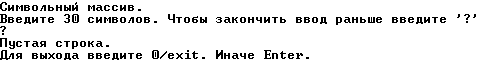 Символьный массив.
Введите 30 символов. Чтобы закончить ввод раньше введите '?'
?
Пустая строка.
Для выхода введите 0/exit. Иначе Enter.